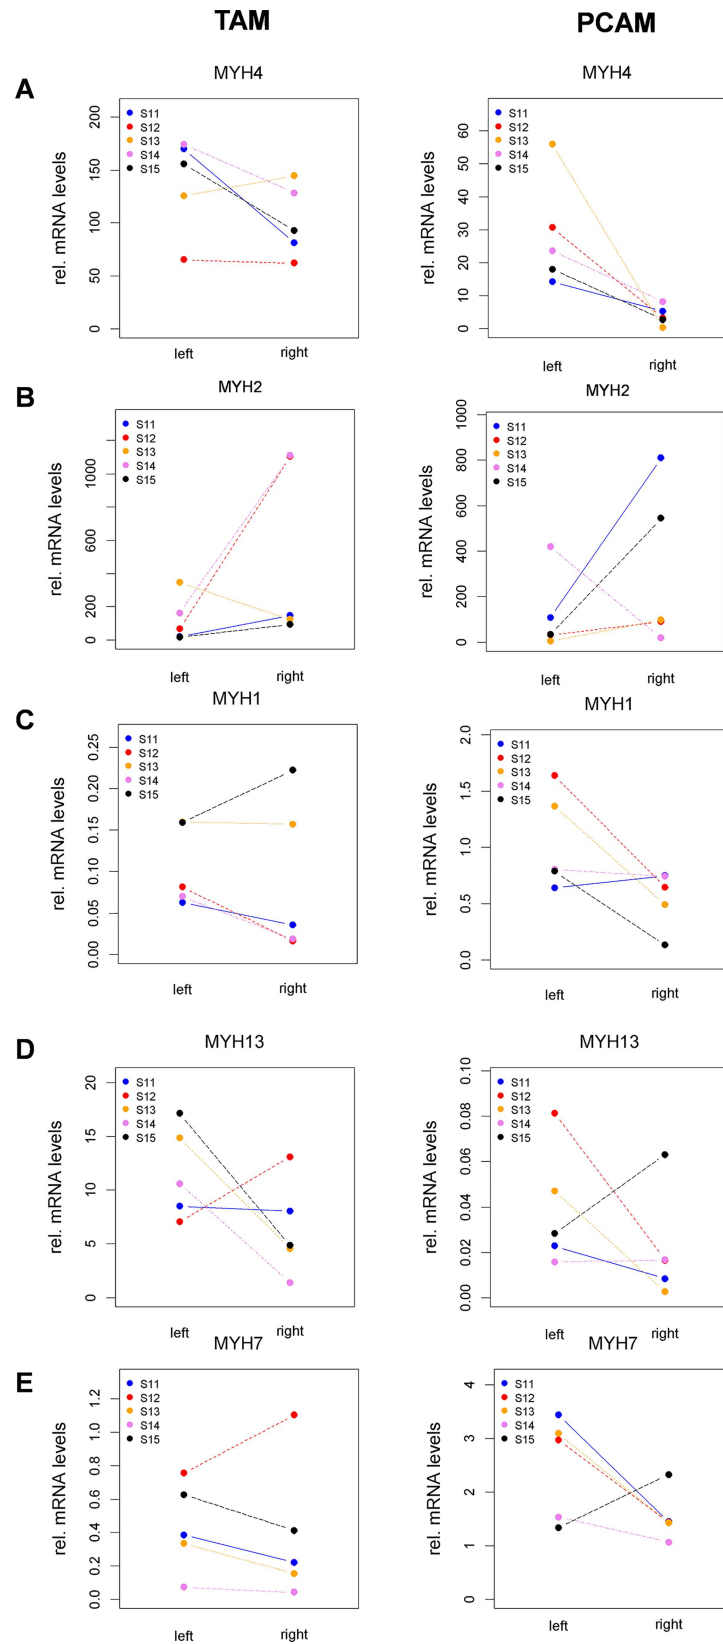 TAM PCAM
A MYH4 MYH4
rel. mRNA levels
200
150
100
50
0
S11
S12
S13
S14
S15
left right
rel. mRNA levels
60
50
40
30
20
10
0
S11
S12
S13
S14
S15
left right
B MYH2 MYH2
rel. mRNA levels
1000
600
200
0
S11
S12
S13
S14
S15
left right
rel. mRNA levels
1000
800
600
400
200
0
S11
S12
S13
S14
S15
left right
C MYH1 MYH1
rel. mRNA levels
0.25
0.20
0.15
0.10
0.05
0.00
S11
S12
S13
S14
S15
left right
rel. mRNA levels
2.0
1.5
1.0
0.5
0.0
S11
S12
S13
S14
S15
left right
D MYH13 MYH13
rel. mRNA levels
20
15
10
5
0
S11
S12
S13
S14
S15
left right
rel. mRNA levels
0.10
0.08
0.06
0.04
0.02
0.00
S11
S12
S13
S14
S15
left right
E MYH7 MYH7
rel. mRNA levels
1.2
1.0
0.8
0.6
0.4
0.2
0.0
S11
S12
S13
S14
S15
left right
rel. mRNA levels
4
3
2
1
0
S11
S12
S13
S14
S15
left right